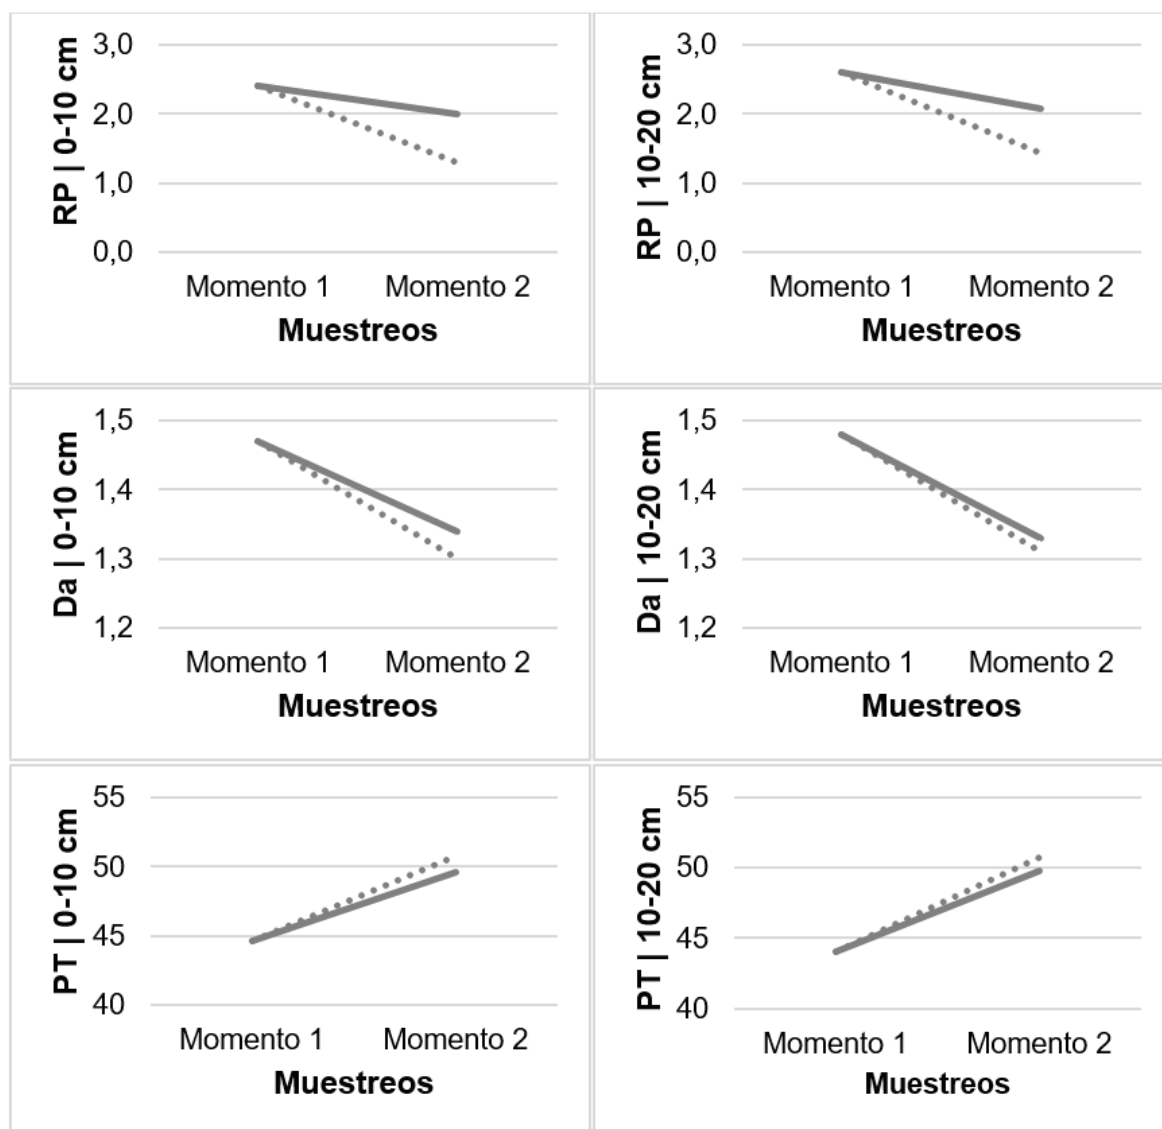 RP | 0-10 cm
3,0
2,0
1,0
0,0
Momento 1 Momento 2
Muestreos
RP | 10-20 cm
3,0
2,0
1,0
0,0
Momento 1 Momento 2
Muestreos
Da | 0-10 cm
1,5
1,4
1,3
1,2
Momento 1 Momento 2
Muestreos
Da | 10-20 cm
1,5
1,4
1,3
1,2
Momento 1 Momento 2
Muestreos
PT | 0-10 cm
55
50
45
40
Momento 1 Momento 2
Muestreos
PT | 10-20 cm
55
50
45
40
Momento 1 Momento 2
Muestreos